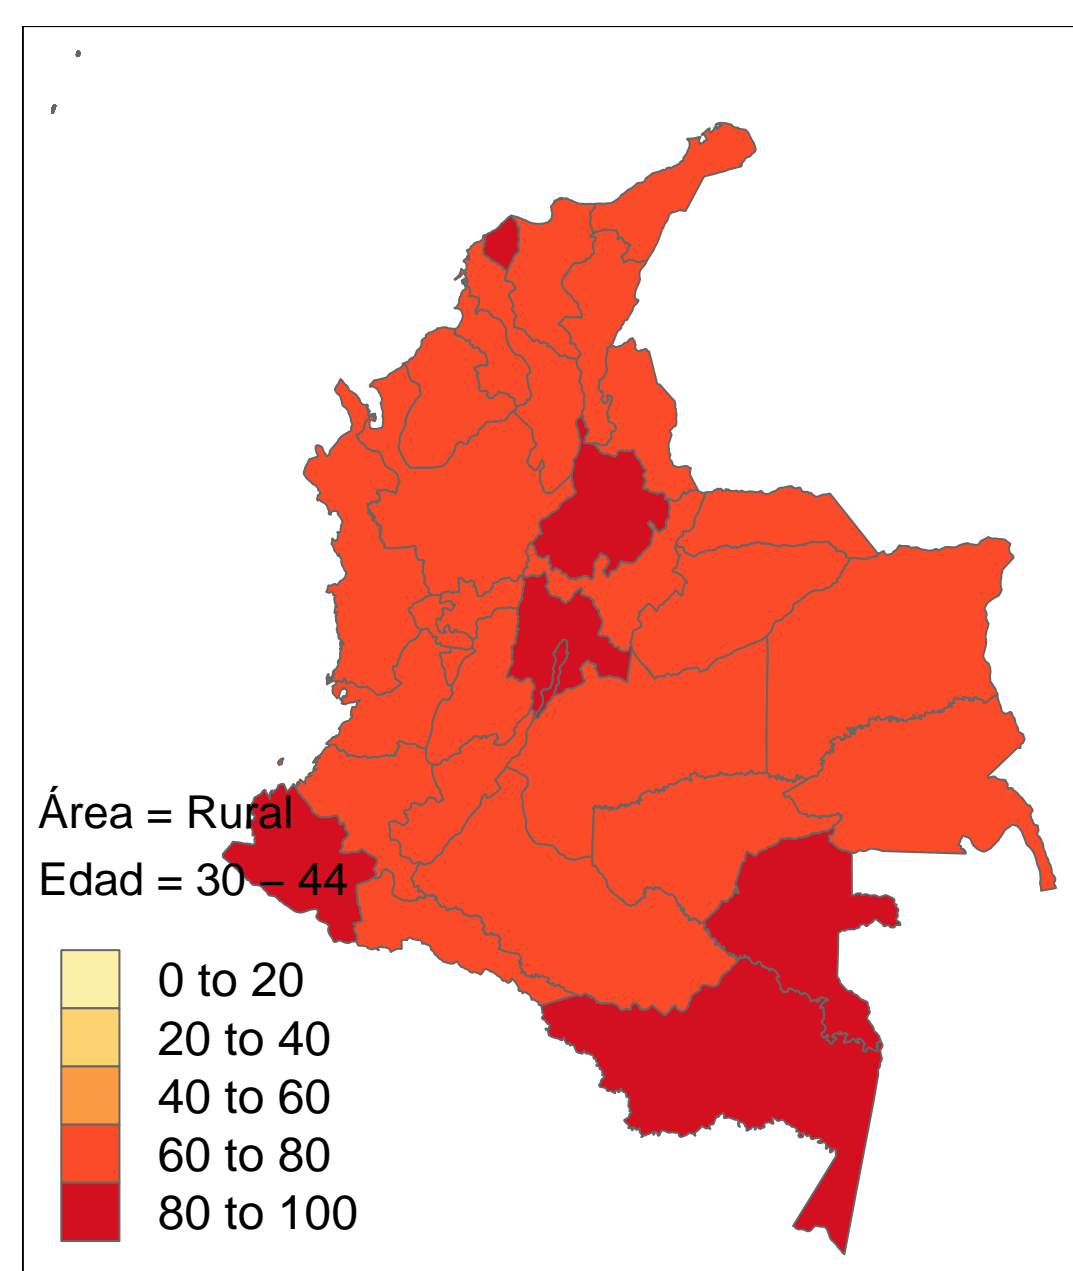 Área = Rural
Edad = 30 – 44
0 to 20
20 to 40
40 to 60
60 to 80
80 to 100